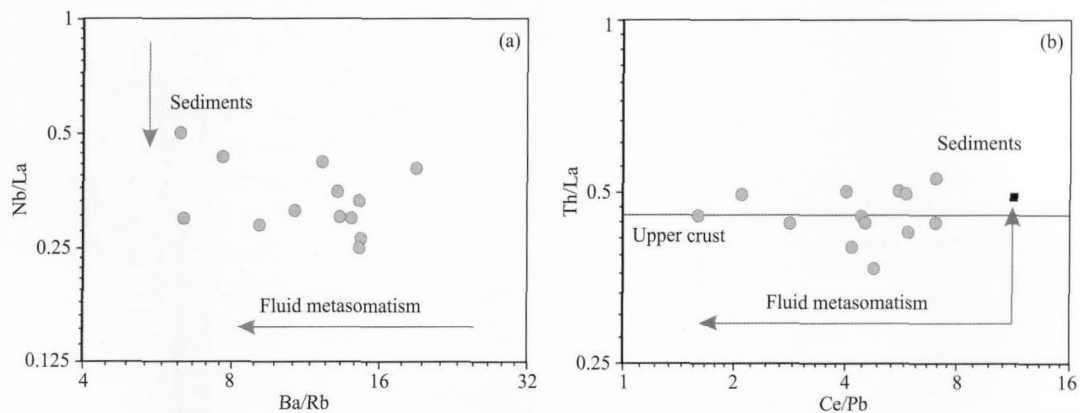 (a)
1
Sediments
0.5
Nb/La
0.25
Fluid metasomatism
0.125
4
8
16
32
Ba/Rb
(b)
1
Sediments
Th/La
0.5
Upper crust
Fluid metasomatism
0.25
1
2
4
8
16
Ce/Pb